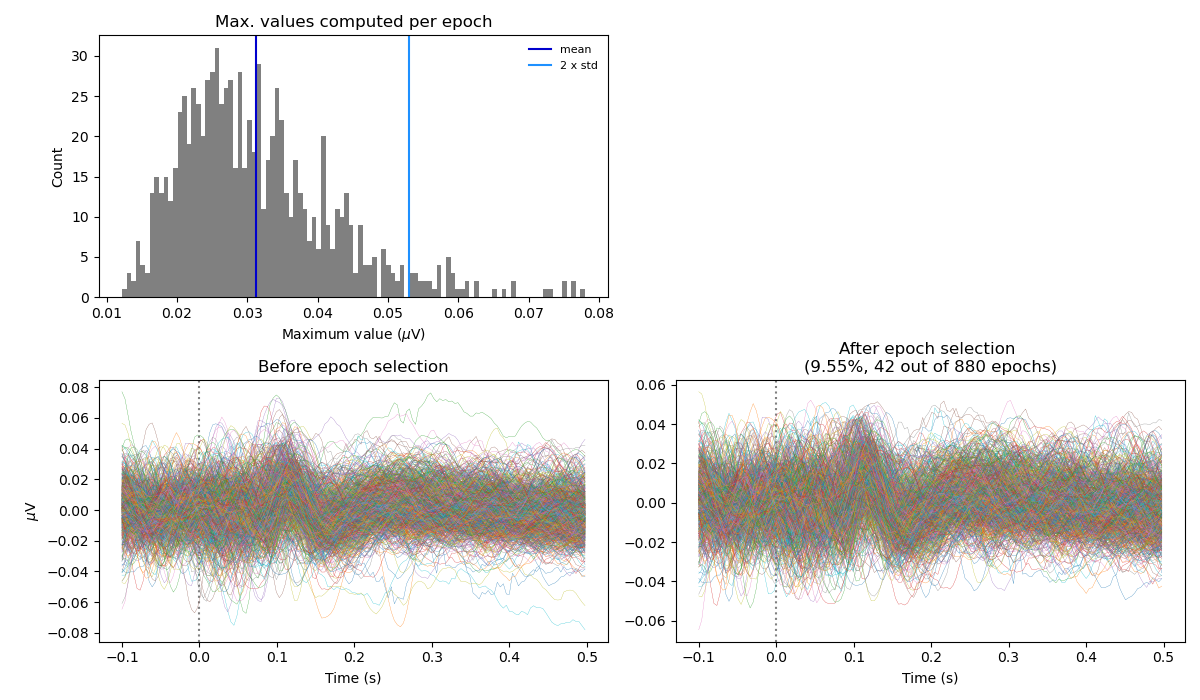 Max. values computed per epoch
mean
2 x std
Count
30
25
20
15
10
5
0
0.01 0.02 0.03 0.04 0.05 0.06 0.07 0.08
Maximum value (μV)
Before epoch selection
μV
0.08
0.06
0.04
0.02
0.00
−0.02
−0.04
−0.06
−0.08
−0.1 0.0 0.1 0.2 0.3 0.4 0.5
Time (s)
After epoch selection
(9.55%, 42 out of 880 epochs)
0.06
0.04
0.02
0.00
−0.02
−0.04
−0.06
−0.1 0.0 0.1 0.2 0.3 0.4 0.5
Time (s)